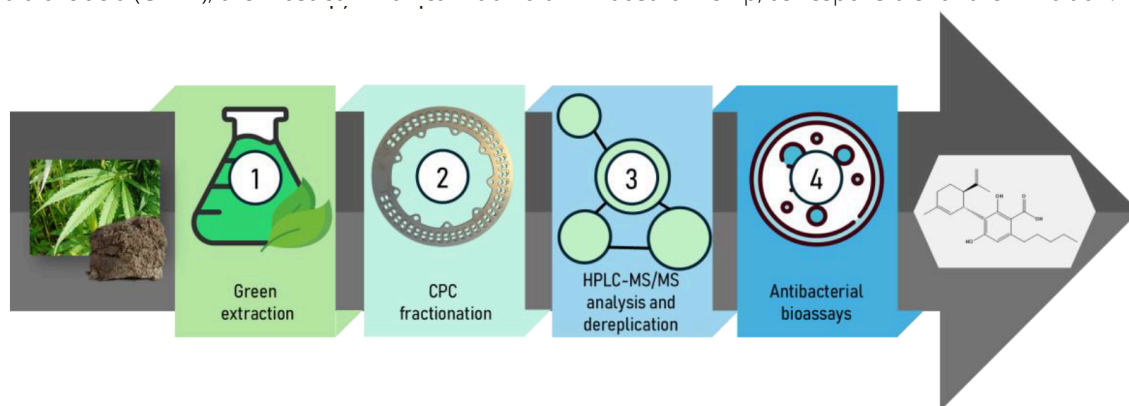 1
Green
extraction
2
CPC
fractionation
3
HPLC-MS/MS
analysis and
dereplication
4
Antibacterial
bioassays
OH
O
OH
HO